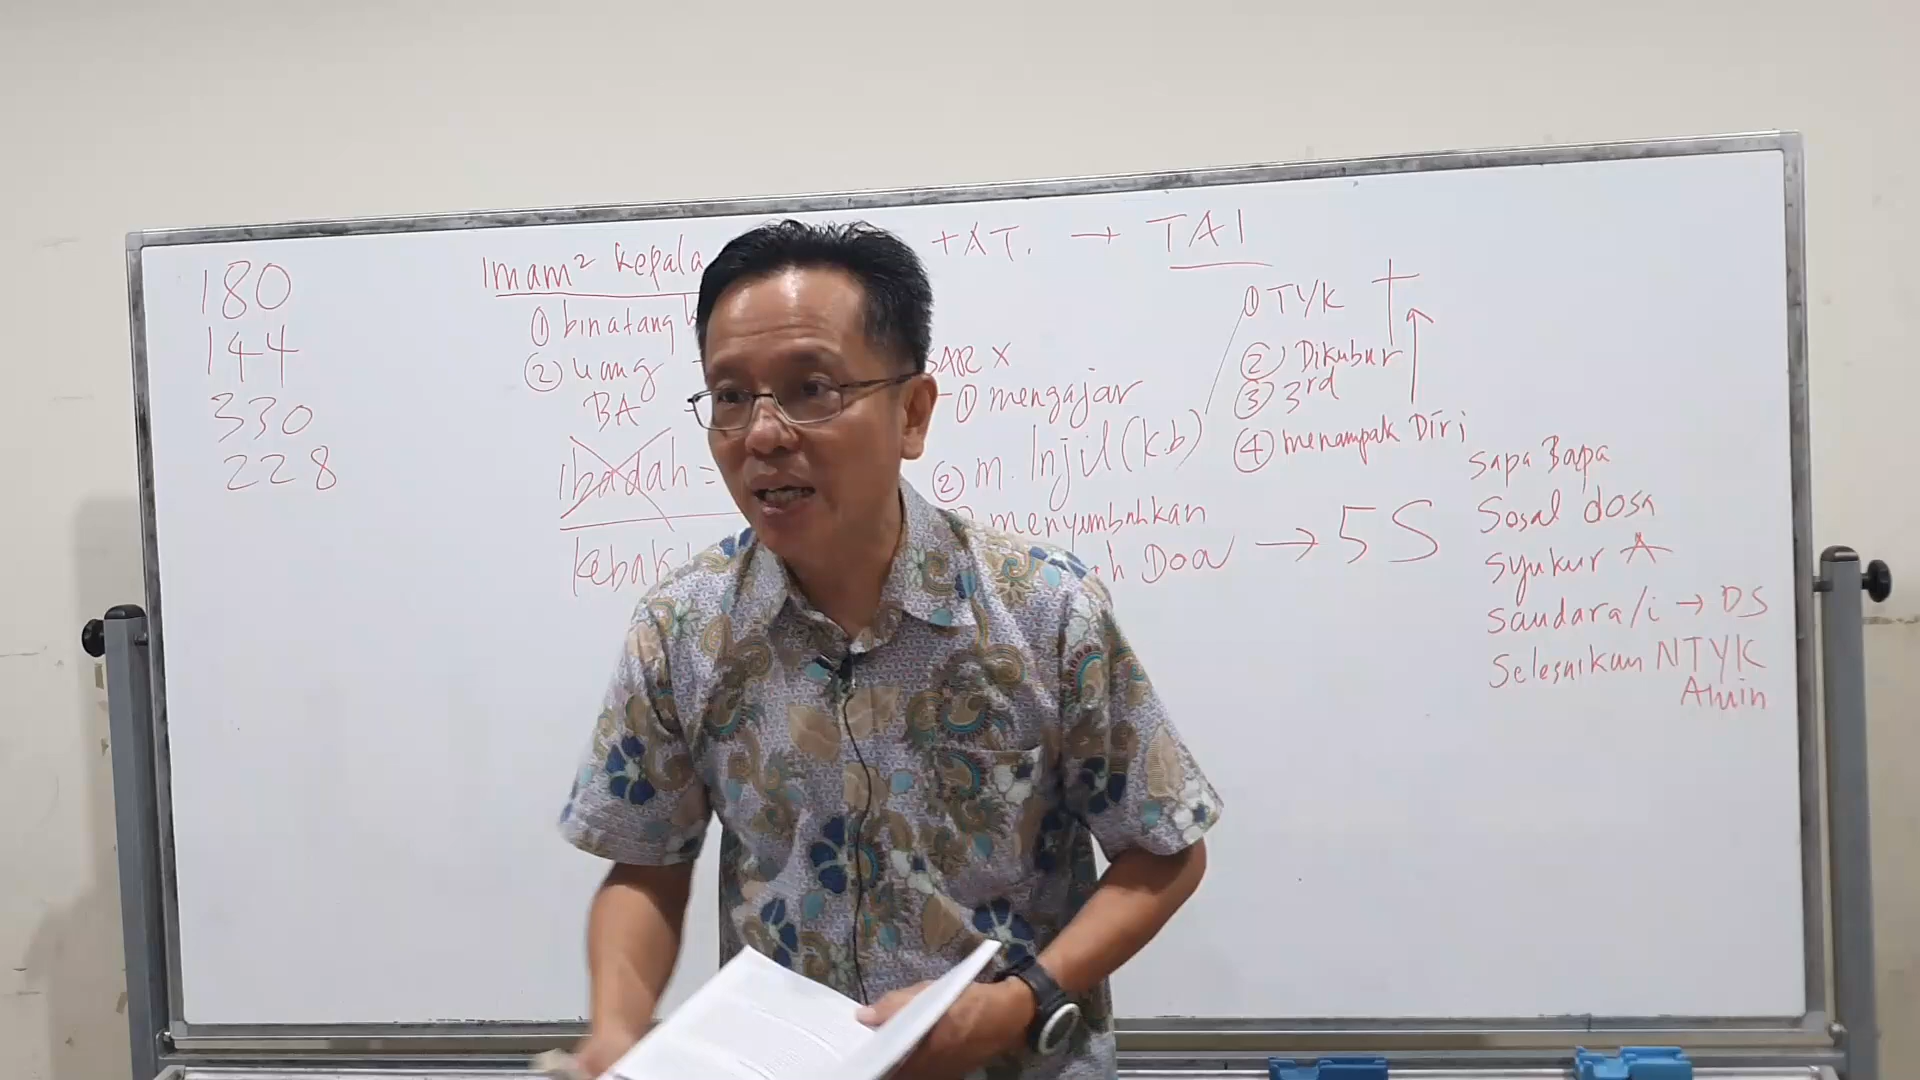 180
144
330
228
Imam² kepala
① binatang
② uang
BA
Ibadah =
kebak
+AT. → TAI
SAR X
① mengajar
② m. Injil (k.b)
menyembahkan
Doa → 5S
① TYK
② Dikubur
③ 3rd
④ menampak Diri
Sapa Bapa
Sosal dosa
Syukur A
Saudara/i → DS
Selesaikan NTYK
Amin